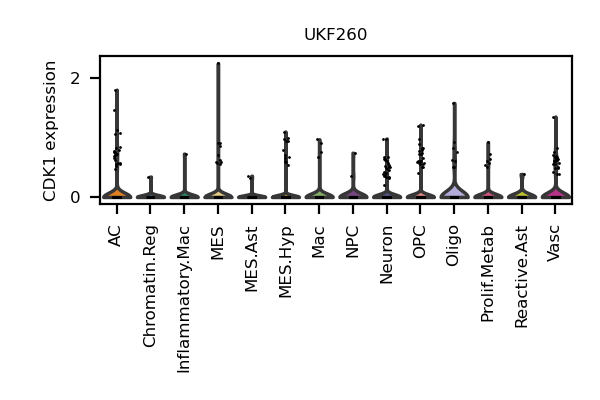 UKF260
CDK1 expression
2
0
AC
Chromatin.Reg
Inflammatory.Mac
MES
MES.Ast
MES.Hyp
Mac
NPC
Neuron
OPC
Oligo
Prolif.Metab
Reactive.Ast
Vasc